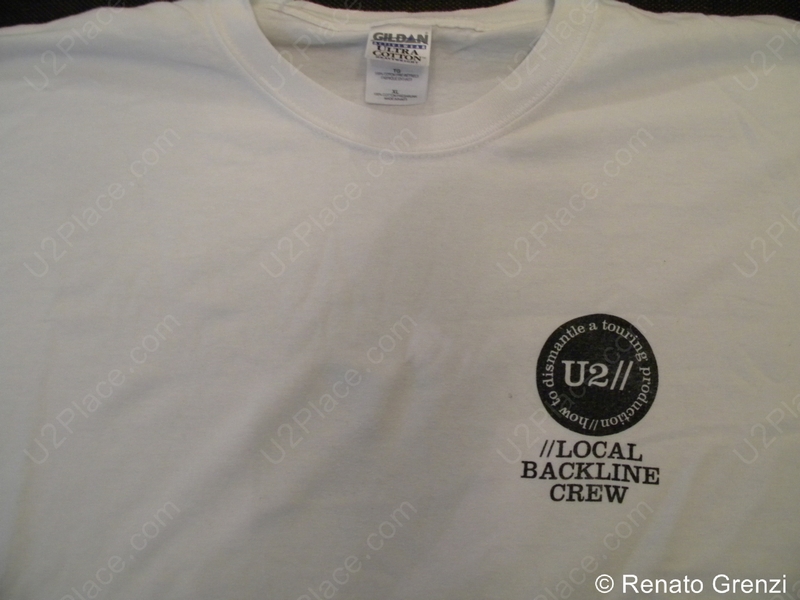 GILDAN
ULTRA
COTTON
XL
how to dismantle a touring production//
U2//
//LOCAL
BACKLINE
CREW
U2Place.com
© Renato Grenzi